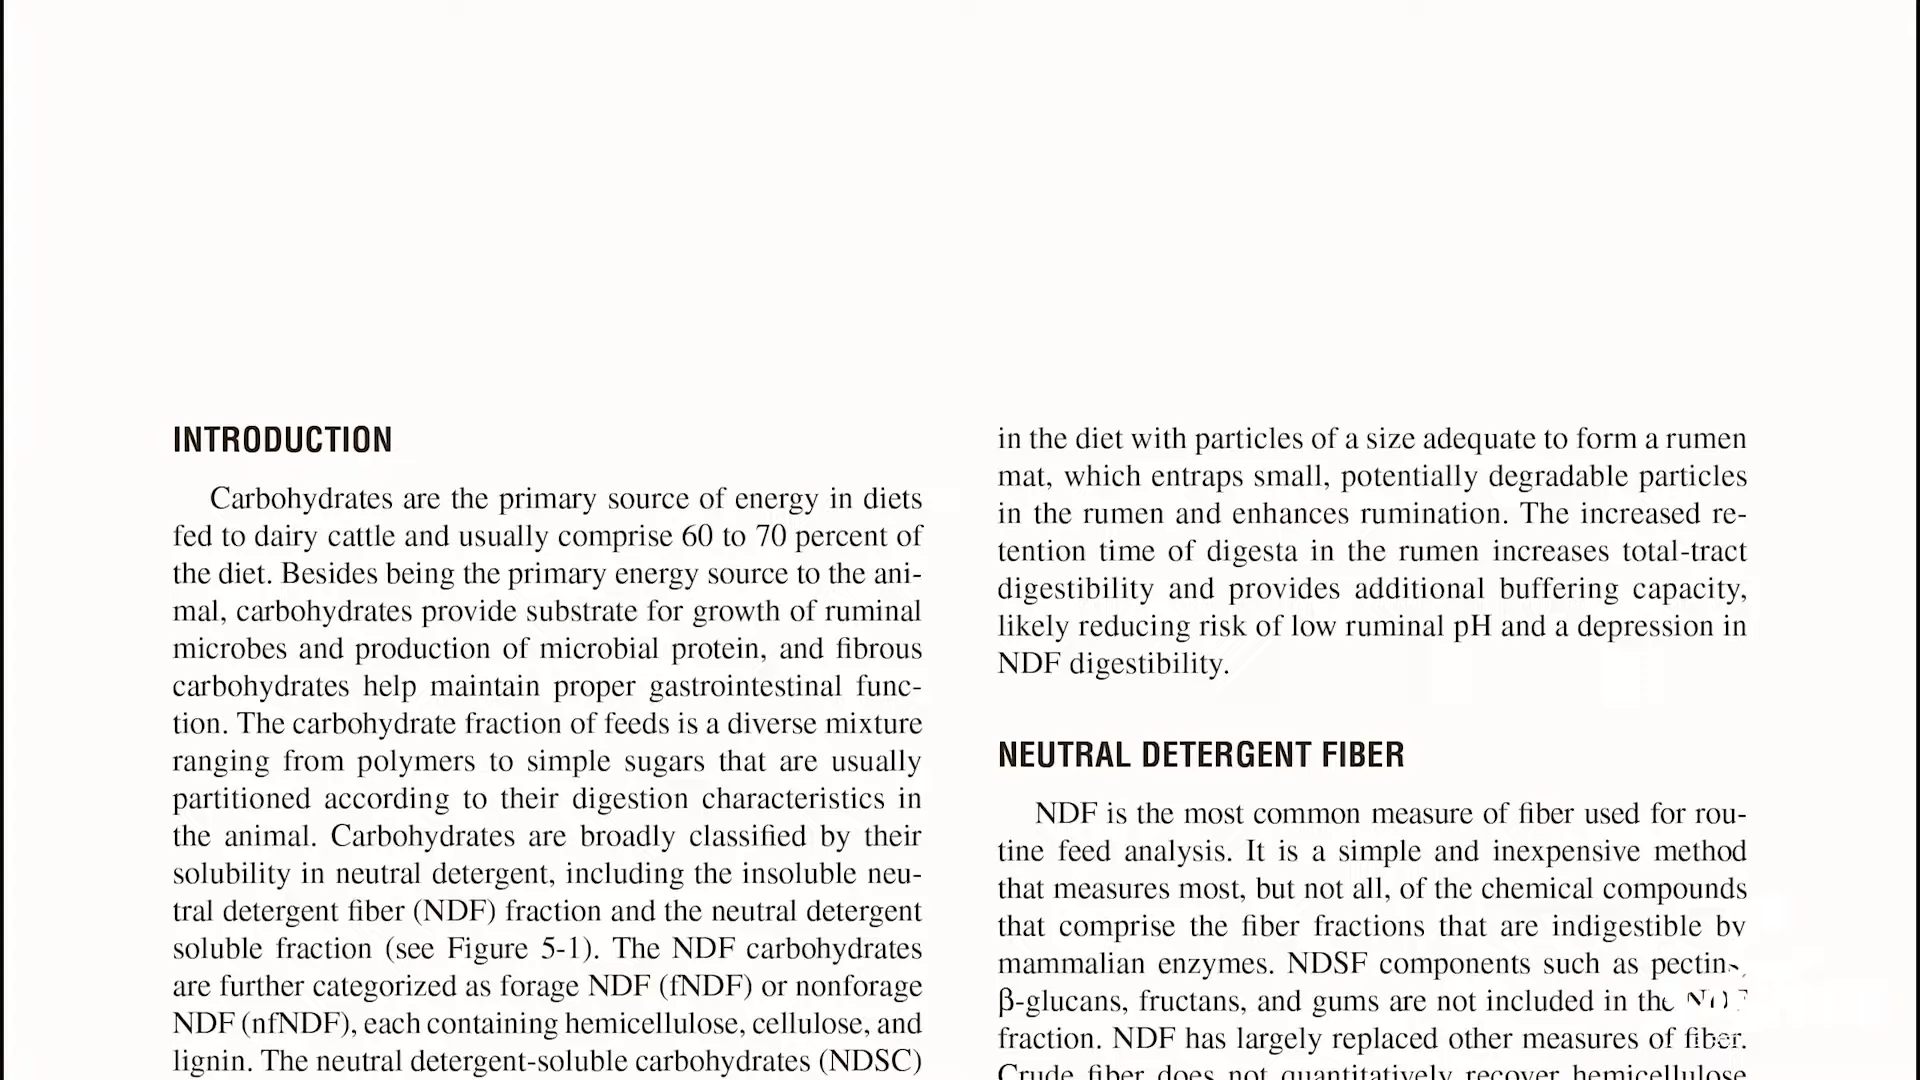 INTRODUCTION
Carbohydrates are the primary source of energy in diets
fed to dairy cattle and usually comprise 60 to 70 percent of
the diet. Besides being the primary energy source to the ani-
mal, carbohydrates provide substrate for growth of ruminal
microbes and production of microbial protein, and fibrous
carbohydrates help maintain proper gastrointestinal func-
tion. The carbohydrate fraction of feeds is a diverse mixture
ranging from polymers to simple sugars that are usually
partitioned according to their digestion characteristics in
the animal. Carbohydrates are broadly classified by their
solubility in neutral detergent, including the insoluble neu-
tral detergent fiber (NDF) fraction and the neutral detergent
soluble fraction (see Figure 5-1). The NDF carbohydrates
are further categorized as forage NDF (fNDF) or nonforage
NDF (nfNDF), each containing hemicellulose, cellulose, and
lignin. The neutral detergent-soluble carbohydrates (NDSC)
in the diet with particles of a size adequate to form a rumen
mat, which entraps small, potentially degradable particles
in the rumen and enhances rumination. The increased re-
tention time of digesta in the rumen increases total-tract
digestibility and provides additional buffering capacity,
likely reducing risk of low ruminal pH and a depression in
NDF digestibility.
NEUTRAL DETERGENT FIBER
NDF is the most common measure of fiber used for rou-
tine feed analysis. It is a simple and inexpensive method
that measures most, but not all, of the chemical compounds
that comprise the fiber fractions that are indigestible by
mammalian enzymes. NDSF components such as pectins,
β-glucans, fructans, and gums are not included in the NDF
fraction. NDF has largely replaced other measures of fiber.
Crude fiber does not quantitatively recover hemicellulose